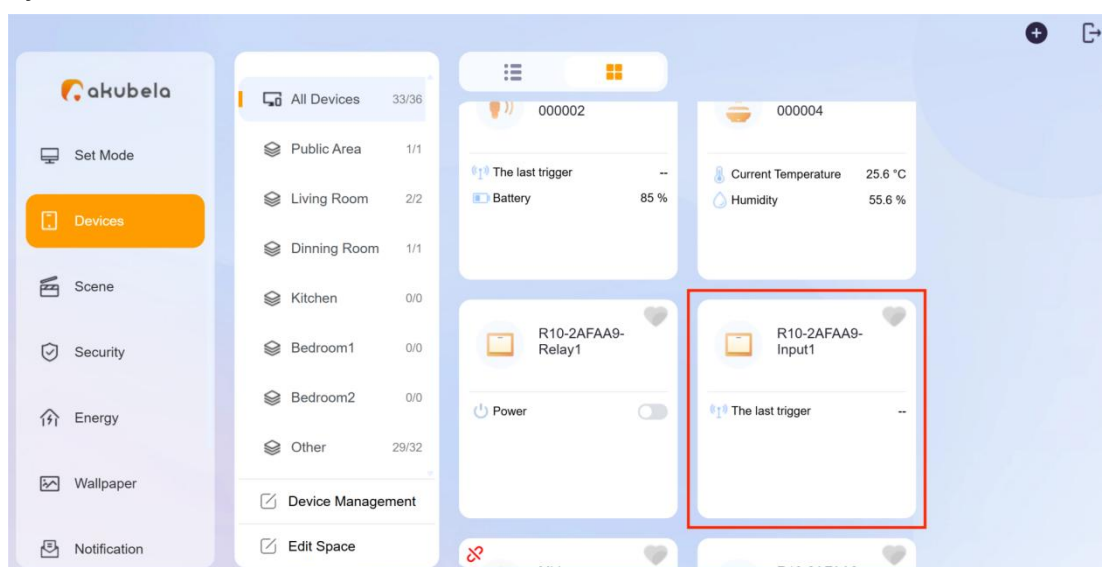 akubela
Set Mode
Devices
Scene
Security
Energy
Wallpaper
Notification
All Devices 33/36
Public Area 1/1
Living Room 2/2
Dinning Room 1/1
Kitchen 0/0
Bedroom1 0/0
Bedroom2 0/0
Other 29/32
Device Management
Edit Space
000002
The last trigger --
Battery 85 %
000004
Current Temperature 25.6 °C
Humidity 55.6 %
R10-2AFAA9-
Relay1
Power
R10-2AFAA9-
Input1
The last trigger --